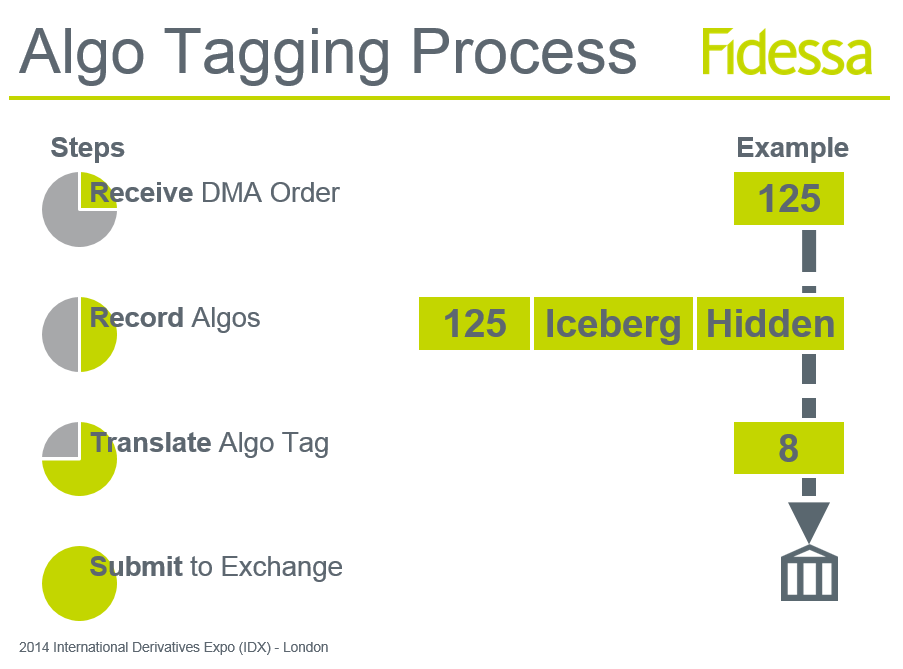 Algo Tagging Process
Fidessa
Steps
Example
Receive DMA Order
125
Record Algos
125 Iceberg Hidden
Translate Algo Tag
8
Submit to Exchange
2014 International Derivatives Expo (IDX) - London